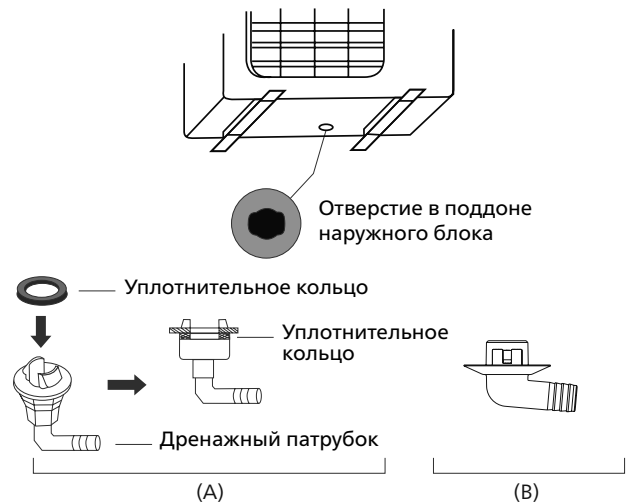 Отверстие в поддоне
наружного блока
Уплотнительное кольцо
Уплотнительное
кольцо
Дренажный патрубок
(A)
(B)